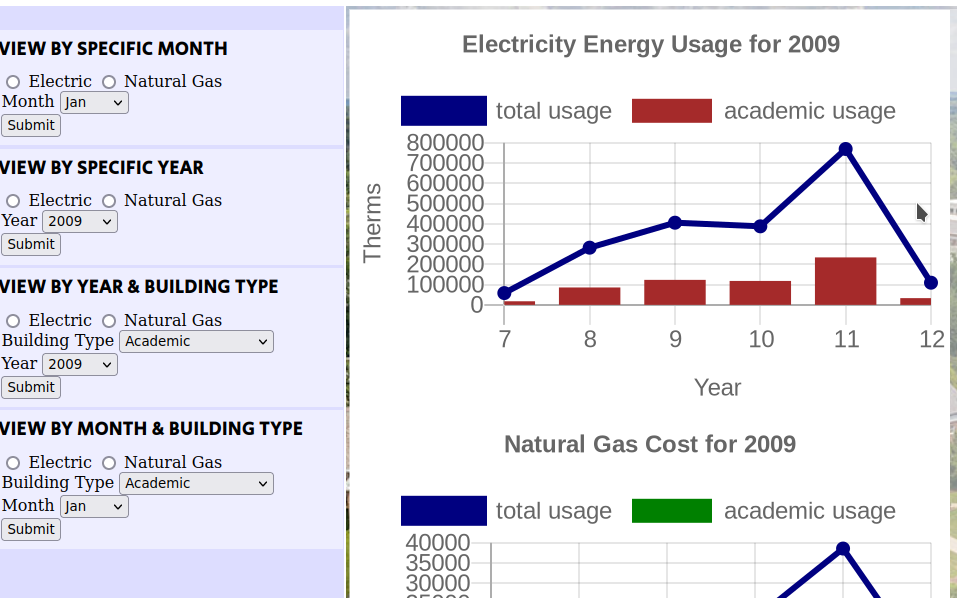 VIEW BY SPECIFIC MONTH
Electric Natural Gas
Month Jan
Submit
VIEW BY SPECIFIC YEAR
Electric Natural Gas
Year 2009
Submit
VIEW BY YEAR & BUILDING TYPE
Electric Natural Gas
Building Type Academic
Year 2009
Submit
VIEW BY MONTH & BUILDING TYPE
Electric Natural Gas
Building Type Academic
Month Jan
Submit
Electricity Energy Usage for 2009
total usage academic usage
Therms
800000
700000
600000
500000
400000
300000
200000
100000
0
7 8 9 10 11 12
Year
Natural Gas Cost for 2009
total usage academic usage
40000
35000
30000